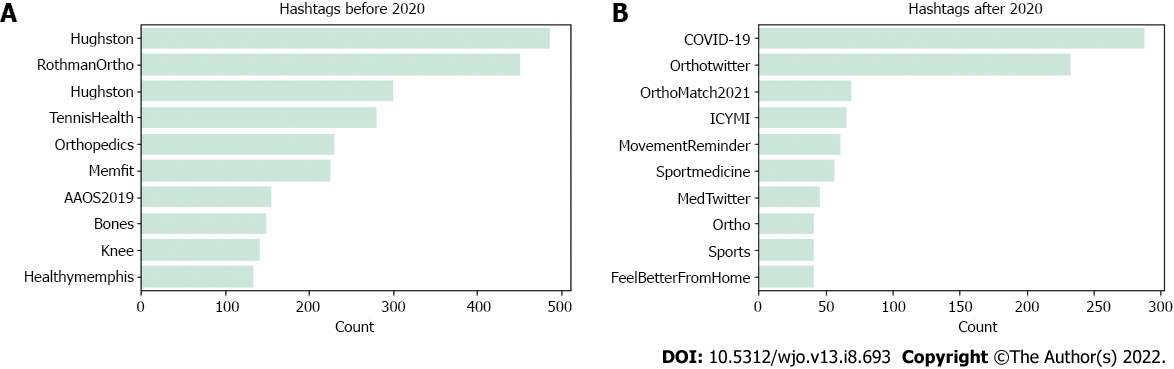 A
Hashtags before 2020
Hughston
RothmanOrtho
Hughston
TennisHealth
Orthopedics
Memfit
AAOS2019
Bones
Knee
Healthymemphis
0 100 200 300 400 500
Count
B
Hashtags after 2020
COVID-19
Orthotwitter
OrthoMatch2021
ICYMI
MovementReminder
Sportmedicine
MedTwitter
Ortho
Sports
FeelBetterFromHome
0 50 100 150 200 250 300
Count
DOI: 10.5312/wjo.v13.i8.693 Copyright ©The Author(s) 2022.